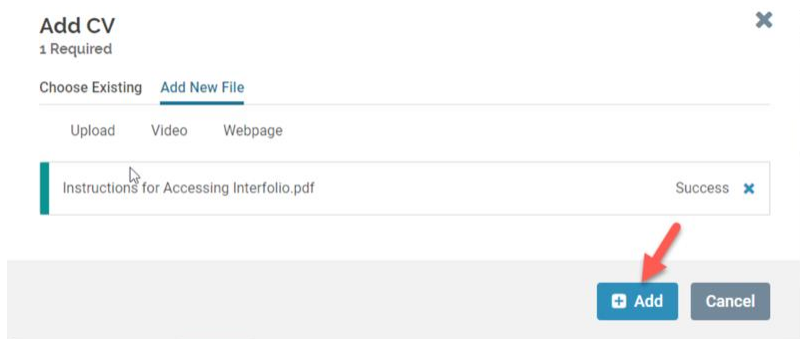 Add CV
1 Required
Choose Existing Add New File
Upload Video Webpage
Instructions for Accessing Interfolio.pdf Success
Add Cancel